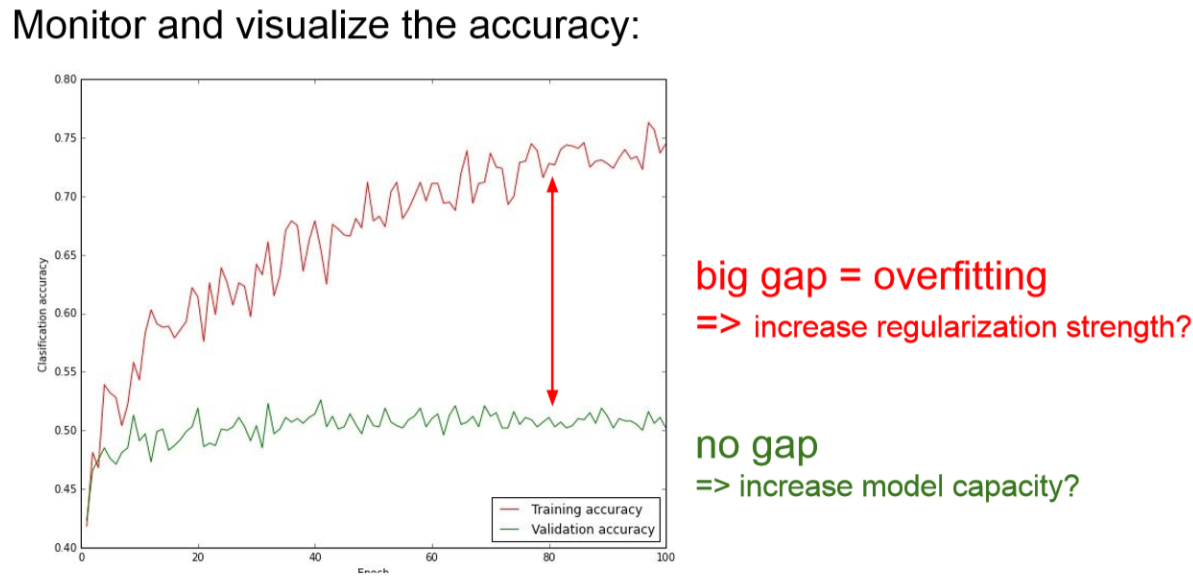 Monitor and visualize the accuracy:
0.80
0.75
0.70
0.65
0.60
0.55
0.50
0.45
0.40
Clasification accuracy
0
20
40
60
80
100
Epoch
Training accuracy
Validation accuracy
big gap = overfitting
=> increase regularization strength?
no gap
=> increase model capacity?